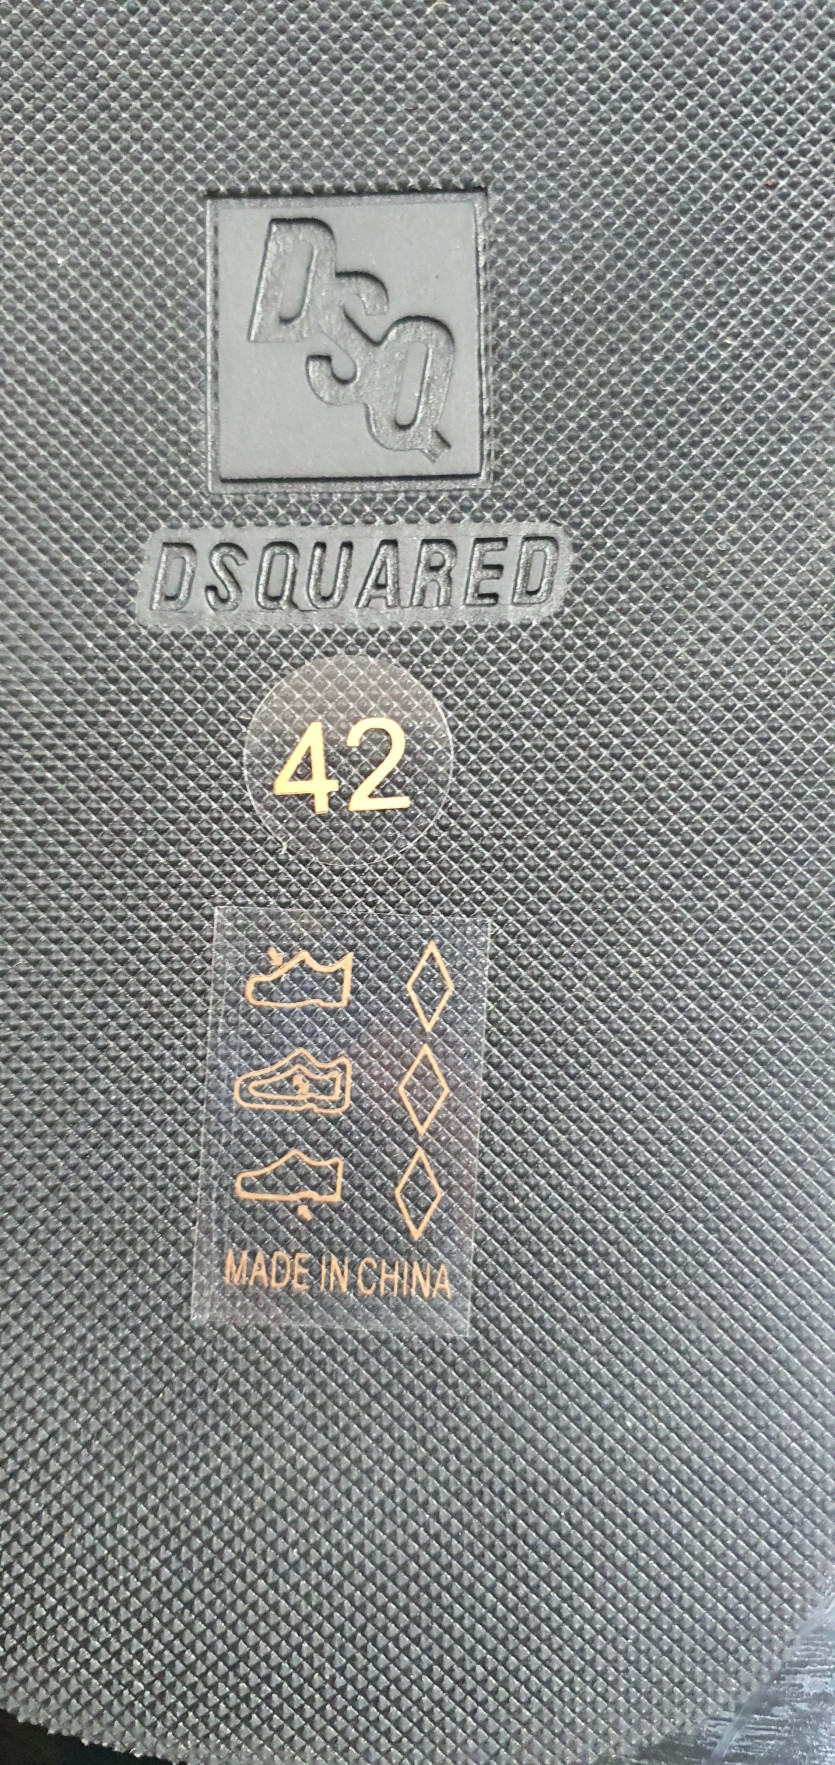 DSQ
DSQUARED
42
MADE IN CHINA